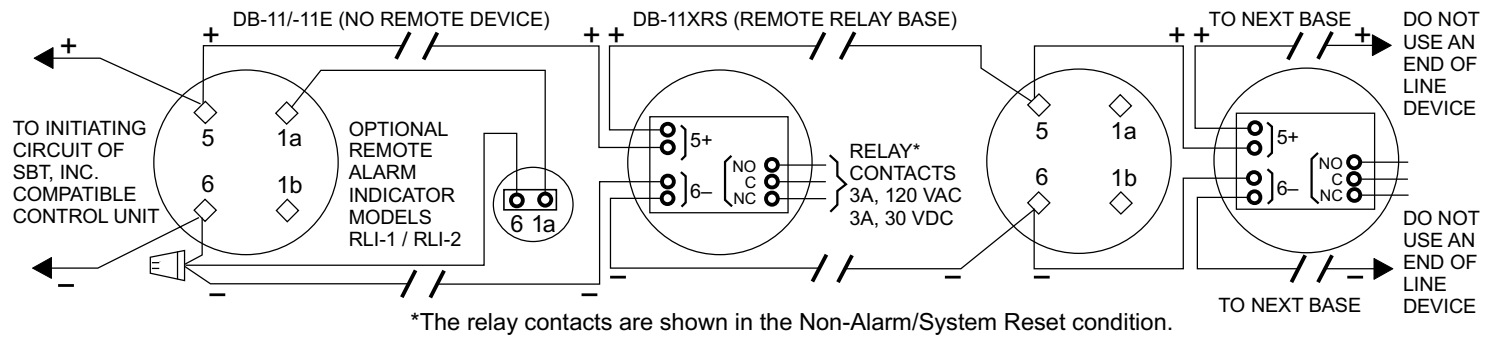 DB-11/-11E (NO REMOTE DEVICE)
DB-11XRS (REMOTE RELAY BASE)
TO NEXT BASE
DO NOT
USE AN
END OF
LINE
DEVICE
+
+
+ +
+
+ +
+
TO INITIATING
CIRCUIT OF
SBT, INC.
COMPATIBLE
CONTROL UNIT
5
1a
6
1b
OPTIONAL
REMOTE
ALARM
INDICATOR
MODELS
RLI-1 / RLI-2
6 1a
5+
6–
NO
C
NC
RELAY*
CONTACTS
3A, 120 VAC
3A, 30 VDC
5
1a
6
1b
5+
6–
NO
C
NC
DO NOT
USE AN
END OF
LINE
DEVICE
–
–
–
–
–
–
–
TO NEXT BASE
*The relay contacts are shown in the Non-Alarm/System Reset condition.